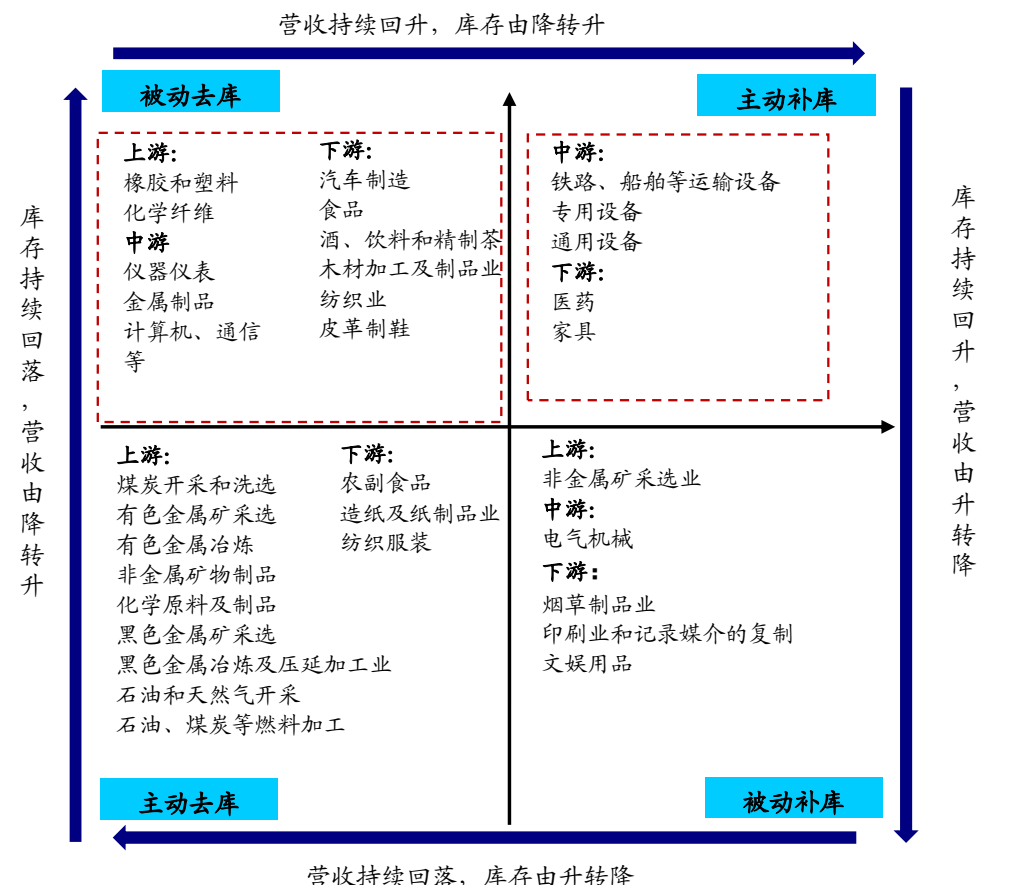 营收持续回升，库存由降转升
被动去库
主动补库
库存持续回落，营收由降转升
上游:
橡胶和塑料
化学纤维
中游
仪器仪表
金属制品
计算机、通信
等
下游:
汽车制造
食品
酒、饮料和精制茶
木材加工及制品业
纺织业
皮革制鞋
中游:
铁路、船舶等运输设备
专用设备
通用设备
下游:
医药
家具
库存持续回升，营收由升转降
上游:
煤炭开采和洗选
有色金属矿采选
有色金属冶炼
非金属矿物制品
化学原料及制品
黑色金属矿采选
黑色金属冶炼及压延加工业
石油和天然气开采
石油、煤炭等燃料加工
下游:
农副食品
造纸及纸制品业
纺织服装
上游:
非金属矿采选业
中游:
电气机械
下游：
烟草制品业
印刷业和记录媒介的复制
文娱用品
主动去库
被动补库
营收持续回落，库存由升转降